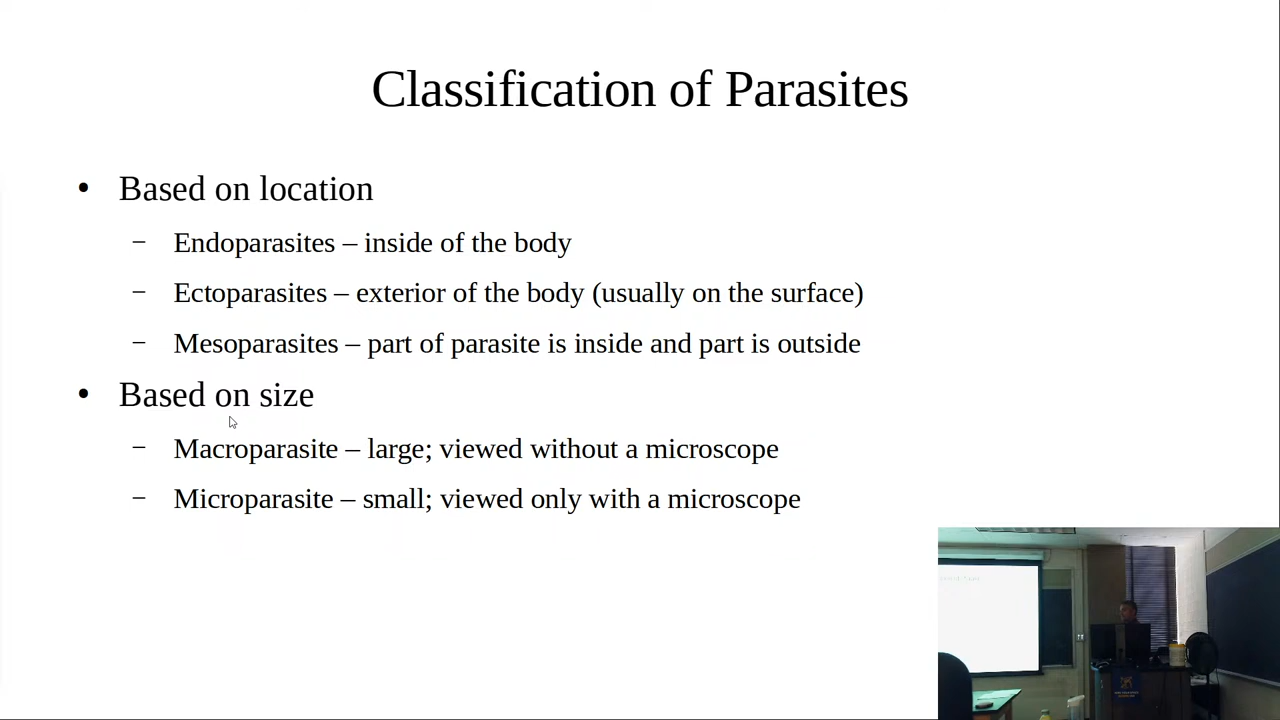 Classification of Parasites
• Based on location
– Endoparasites – inside of the body
– Ectoparasites – exterior of the body (usually on the surface)
– Mesoparasites – part of parasite is inside and part is outside
• Based on size
– Macroparasite – large; viewed without a microscope
– Microparasite – small; viewed only with a microscope